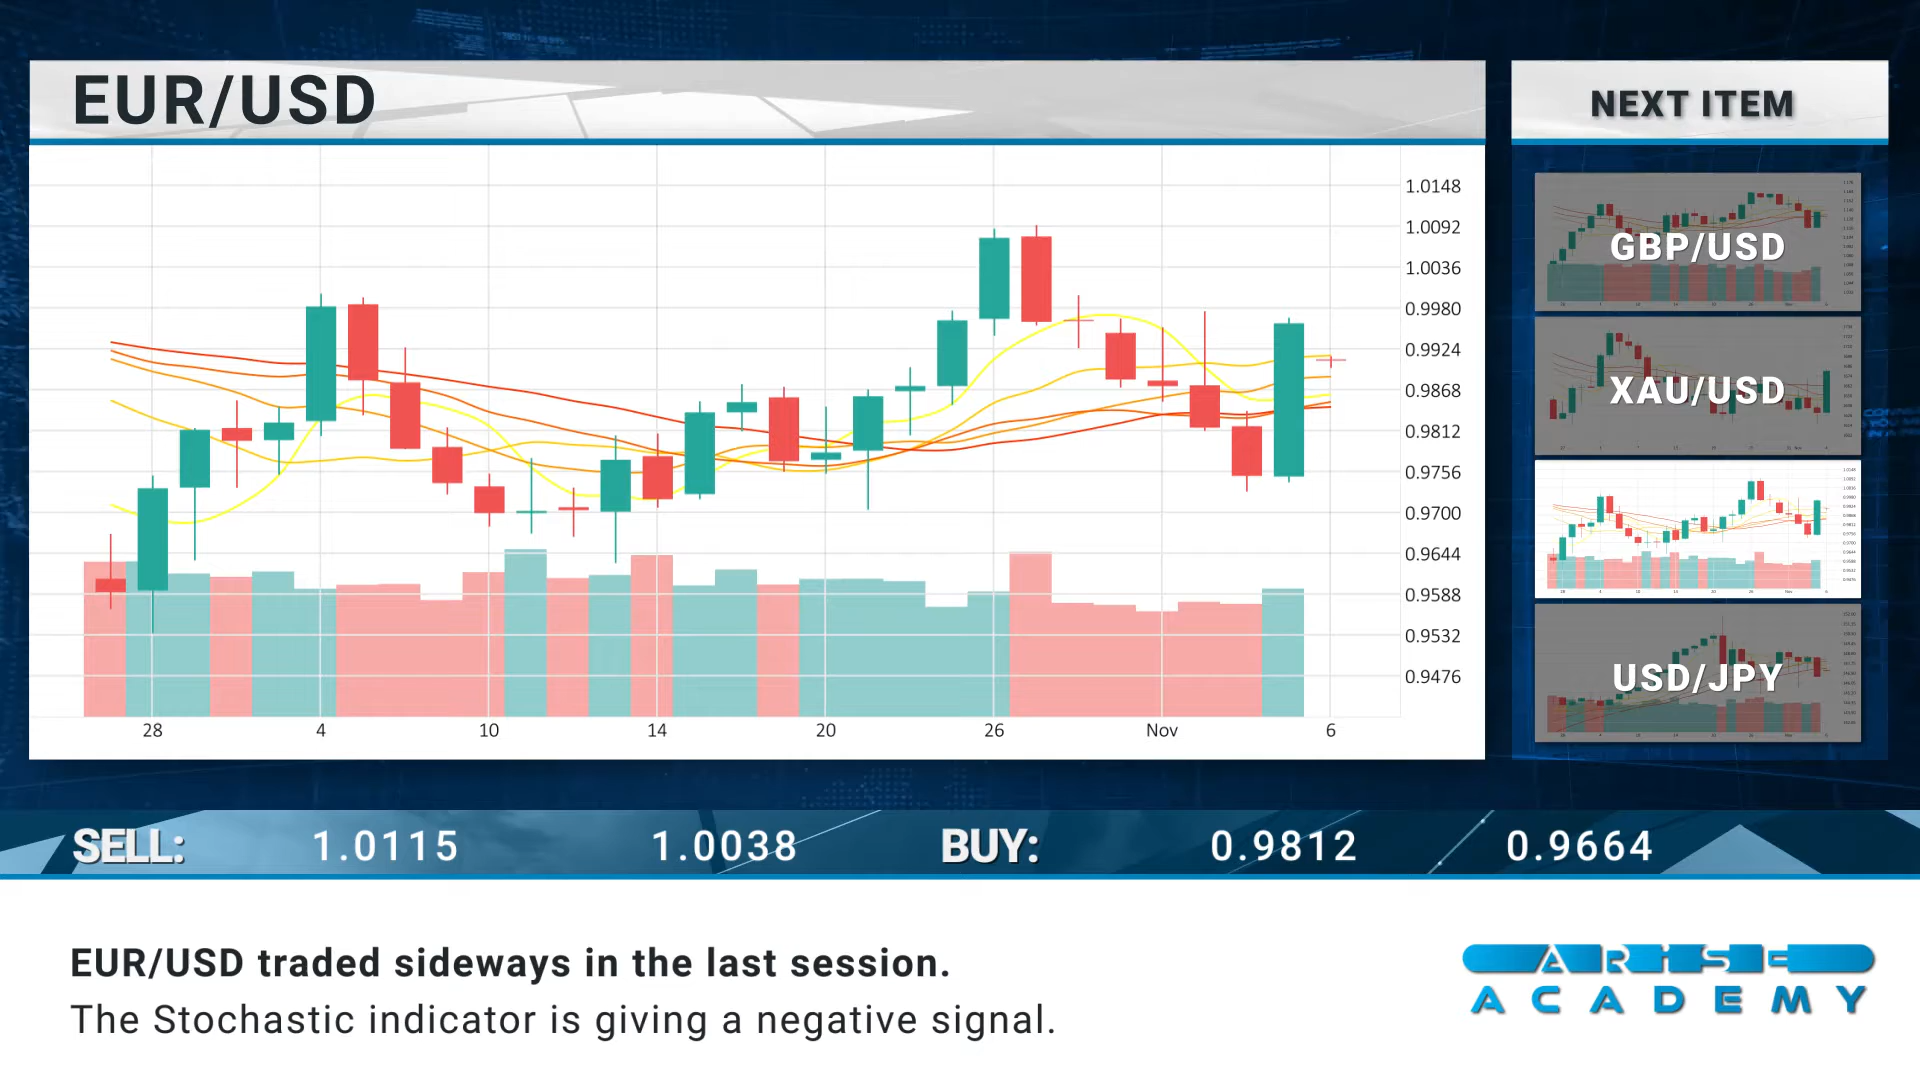 EUR/USD
1.0148
1.0092
1.0036
0.9980
0.9924
0.9868
0.9812
0.9756
0.9700
0.9644
0.9588
0.9532
0.9476
28 4 10 14 20 26 Nov 6
NEXT ITEM
GBP/USD
XAU/USD
USD/JPY
SELL: 1.0115 1.0038 BUY: 0.9812 0.9664
EUR/USD traded sideways in the last session.
The Stochastic indicator is giving a negative signal.
ARISE
ACADEMY